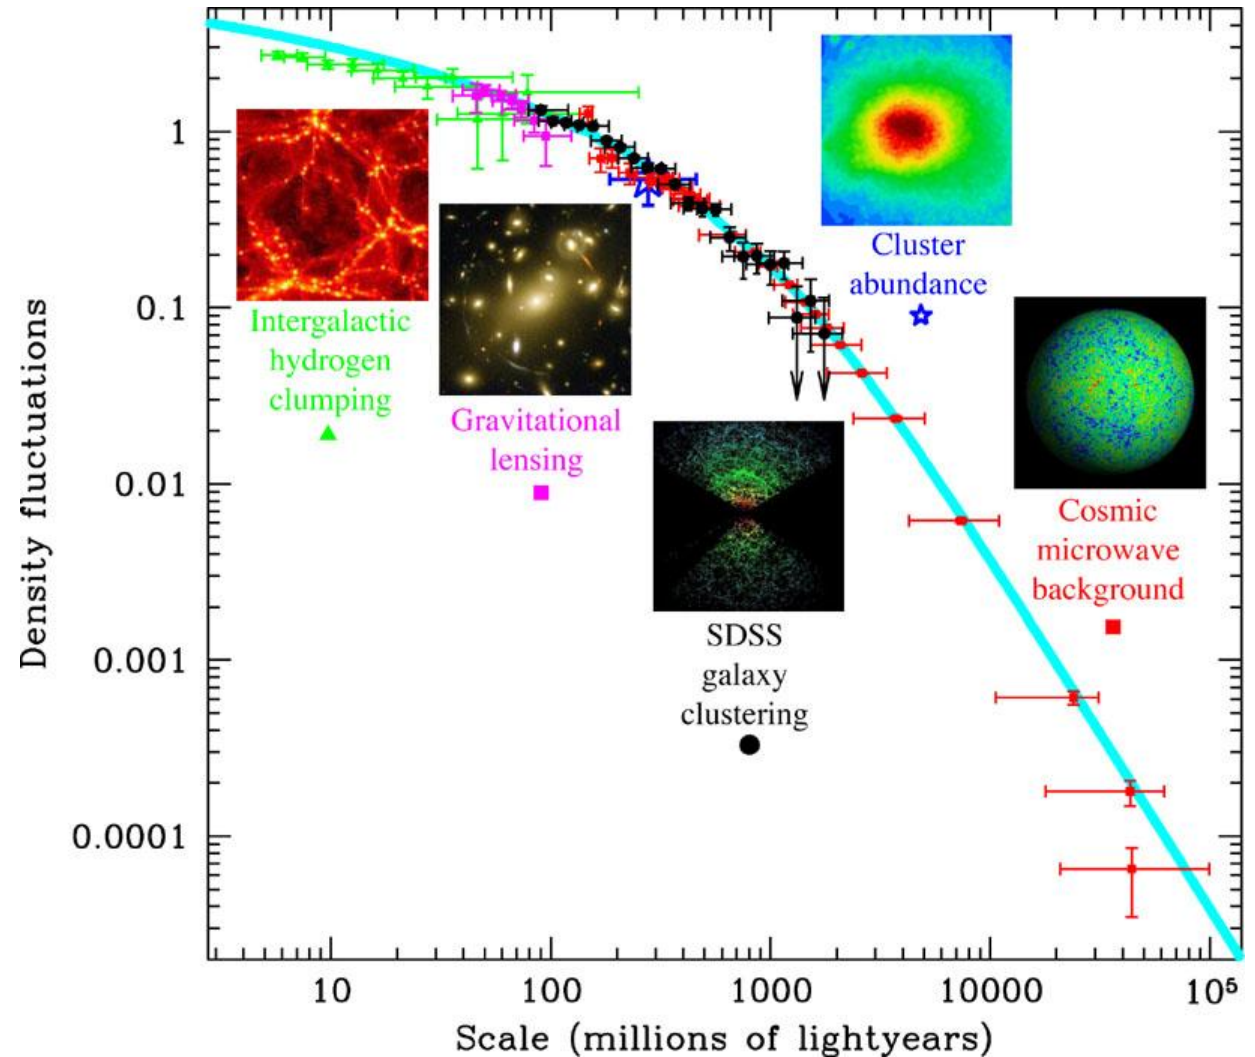 Density fluctuations
1
0.1
0.01
0.001
0.0001
Intergalactic
hydrogen
clumping
Gravitational
lensing
SDSS
galaxy
clustering
Cluster
abundance
Cosmic
microwave
background
10
100
1000
10000
10⁵
Scale (millions of lightyears)